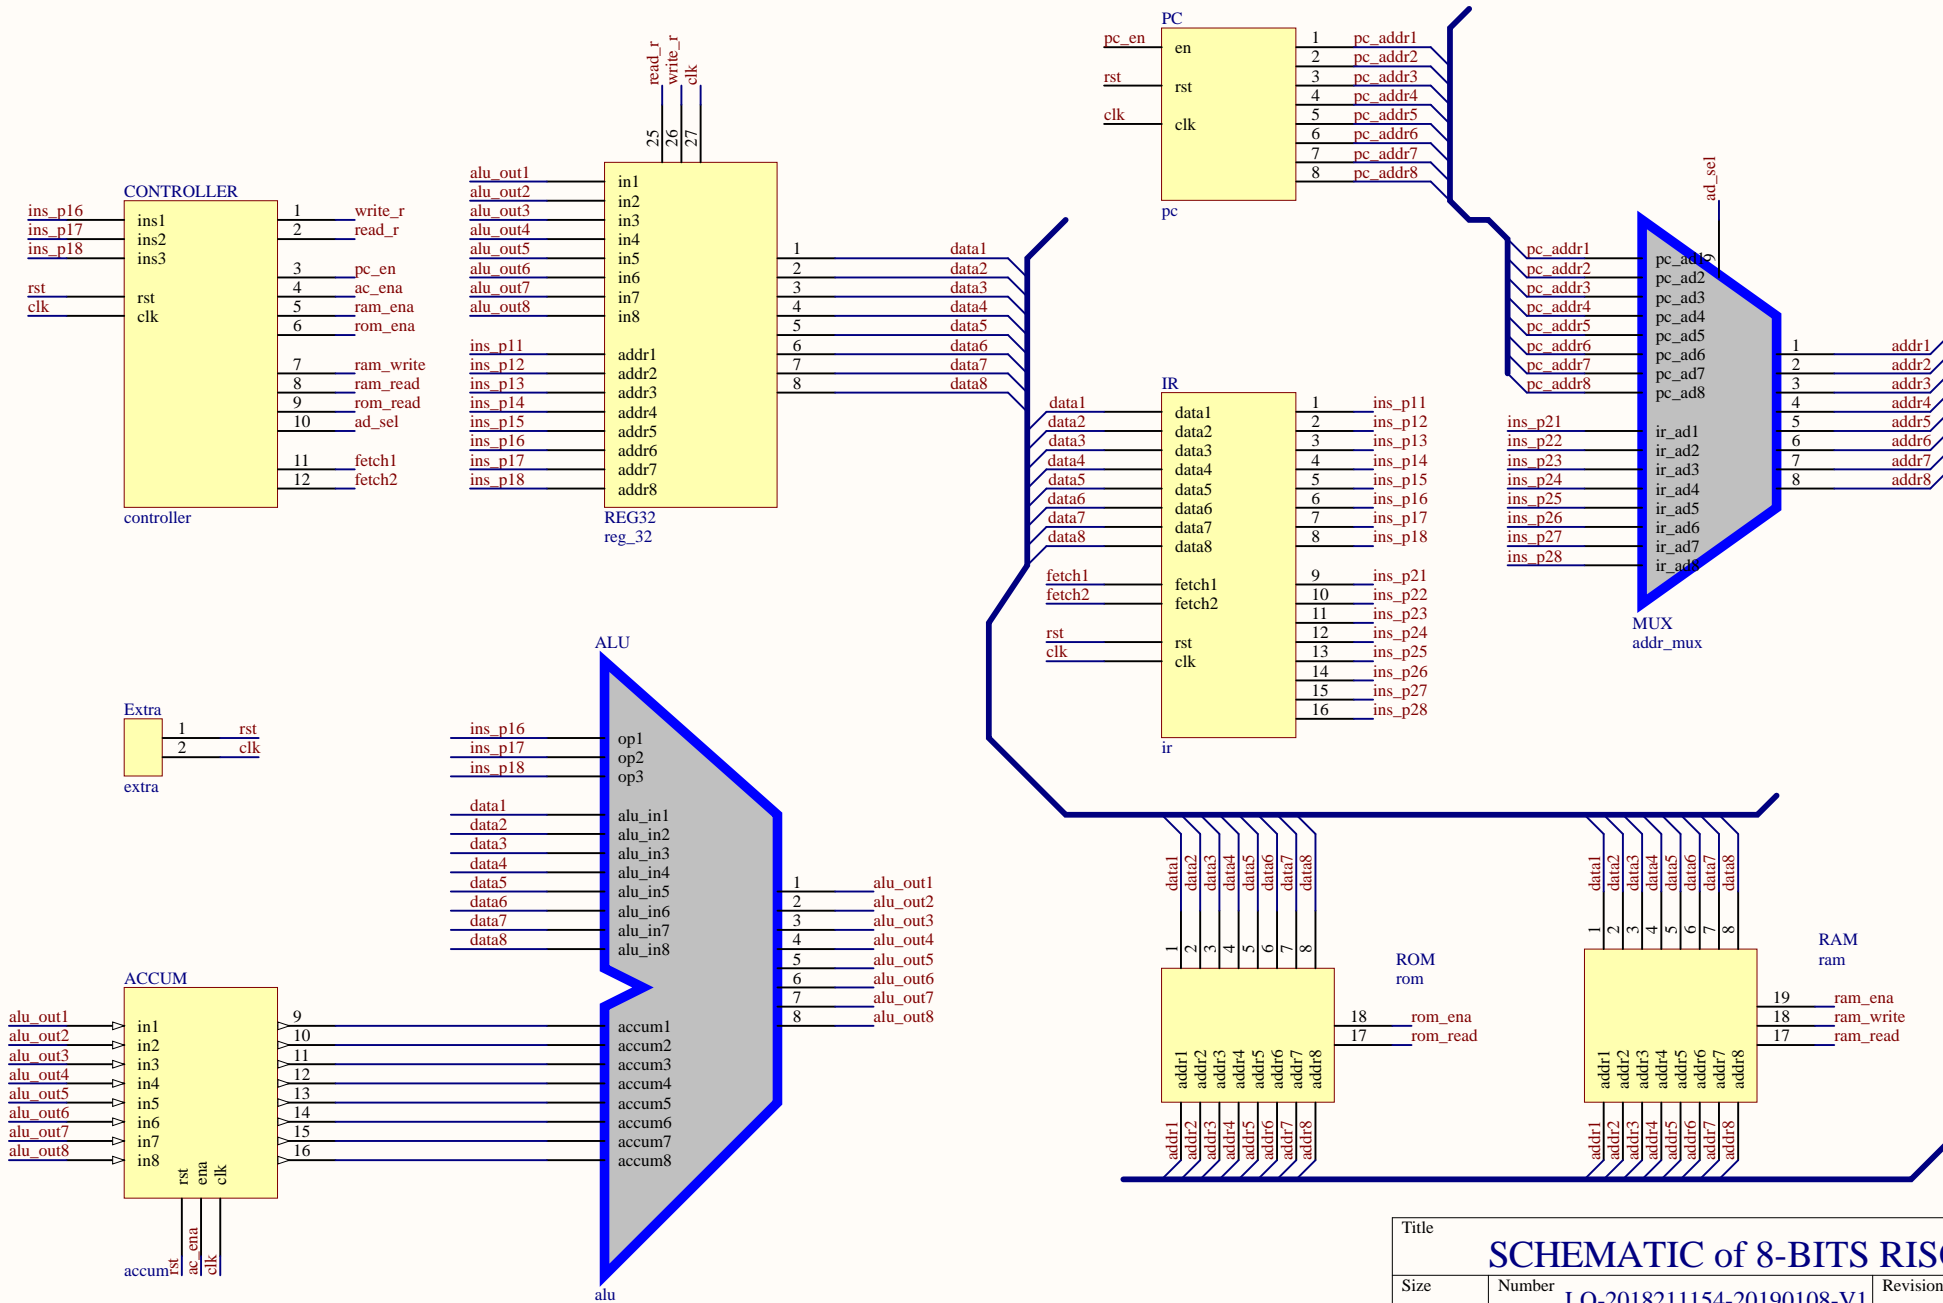 CONTROLLER
ins_p16
ins_p17
ins_p18
rst
clk
ins1
ins2
ins3
rst
clk
1 write_r
2 read_r
3 pc_en
4 ac_ena
5 ram_ena
6 rom_ena
7 ram_write
8 ram_read
9 rom_read
10 ad_sel
11 fetch1
12 fetch2
controller
read_r
write_r
clk
25
26
27
alu_out1 in1
alu_out2 in2
alu_out3 in3
alu_out4 in4
alu_out5 in5
alu_out6 in6
alu_out7 in7
alu_out8 in8
ins_p11 addr1
ins_p12 addr2
ins_p13 addr3
ins_p14 addr4
ins_p15 addr5
ins_p16 addr6
ins_p17 addr7
ins_p18 addr8
1 data1
2 data2
3 data3
4 data4
5 data5
6 data6
7 data7
8 data8
REG32
reg_32
PC
pc_en en
rst rst
clk clk
1 pc_addr1
2 pc_addr2
3 pc_addr3
4 pc_addr4
5 pc_addr5
6 pc_addr6
7 pc_addr7
8 pc_addr8
pc
IR
data1 data1
data2 data2
data3 data3
data4 data4
data5 data5
data6 data6
data7 data7
data8 data8
fetch1 fetch1
fetch2 fetch2
rst rst
clk clk
1 ins_p11
2 ins_p12
3 ins_p13
4 ins_p14
5 ins_p15
6 ins_p16
7 ins_p17
8 ins_p18
9 ins_p21
10 ins_p22
11 ins_p23
12 ins_p24
13 ins_p25
14 ins_p26
15 ins_p27
16 ins_p28
ir
ad_sel
9
pc_addr1 pc_ad1
pc_addr2 pc_ad2
pc_addr3 pc_ad3
pc_addr4 pc_ad4
pc_addr5 pc_ad5
pc_addr6 pc_ad6
pc_addr7 pc_ad7
pc_addr8 pc_ad8
ins_p21 ir_ad1
ins_p22 ir_ad2
ins_p23 ir_ad3
ins_p24 ir_ad4
ins_p25 ir_ad5
ins_p26 ir_ad6
ins_p27 ir_ad7
ins_p28 ir_ad8
1 addr1
2 addr2
3 addr3
4 addr4
5 addr5
6 addr6
7 addr7
8 addr8
MUX
addr_mux
Extra
1 rst
2 clk
extra
ALU
ins_p16 op1
ins_p17 op2
ins_p18 op3
data1 alu_in1
data2 alu_in2
data3 alu_in3
data4 alu_in4
data5 alu_in5
data6 alu_in6
data7 alu_in7
data8 alu_in8
accum1
accum2
accum3
accum4
accum5
accum6
accum7
accum8
1 alu_out1
2 alu_out2
3 alu_out3
4 alu_out4
5 alu_out5
6 alu_out6
7 alu_out7
8 alu_out8
alu
ACCUM
alu_out1 in1 9
alu_out2 in2 10
alu_out3 in3 11
alu_out4 in4 12
alu_out5 in5 13
alu_out6 in6 14
alu_out7 in7 15
alu_out8 in8 16
rst
ena
clk
rst
ac_ena
clk
accum
data1 data2 data3 data4 data5 data6 data7 data8
1 2 3 4 5 6 7 8
ROM
rom
18 rom_ena
17 rom_read
addr1 addr2 addr3 addr4 addr5 addr6 addr7 addr8
addr1 addr2 addr3 addr4 addr5 addr6 addr7 addr8
data1 data2 data3 data4 data5 data6 data7 data8
1 2 3 4 5 6 7 8
RAM
ram
19 ram_ena
18 ram_write
17 ram_read
addr1 addr2 addr3 addr4 addr5 addr6 addr7 addr8
addr1 addr2 addr3 addr4 addr5 addr6 addr7 addr8
Title
SCHEMATIC of 8-BITS
Size
Number
Revision